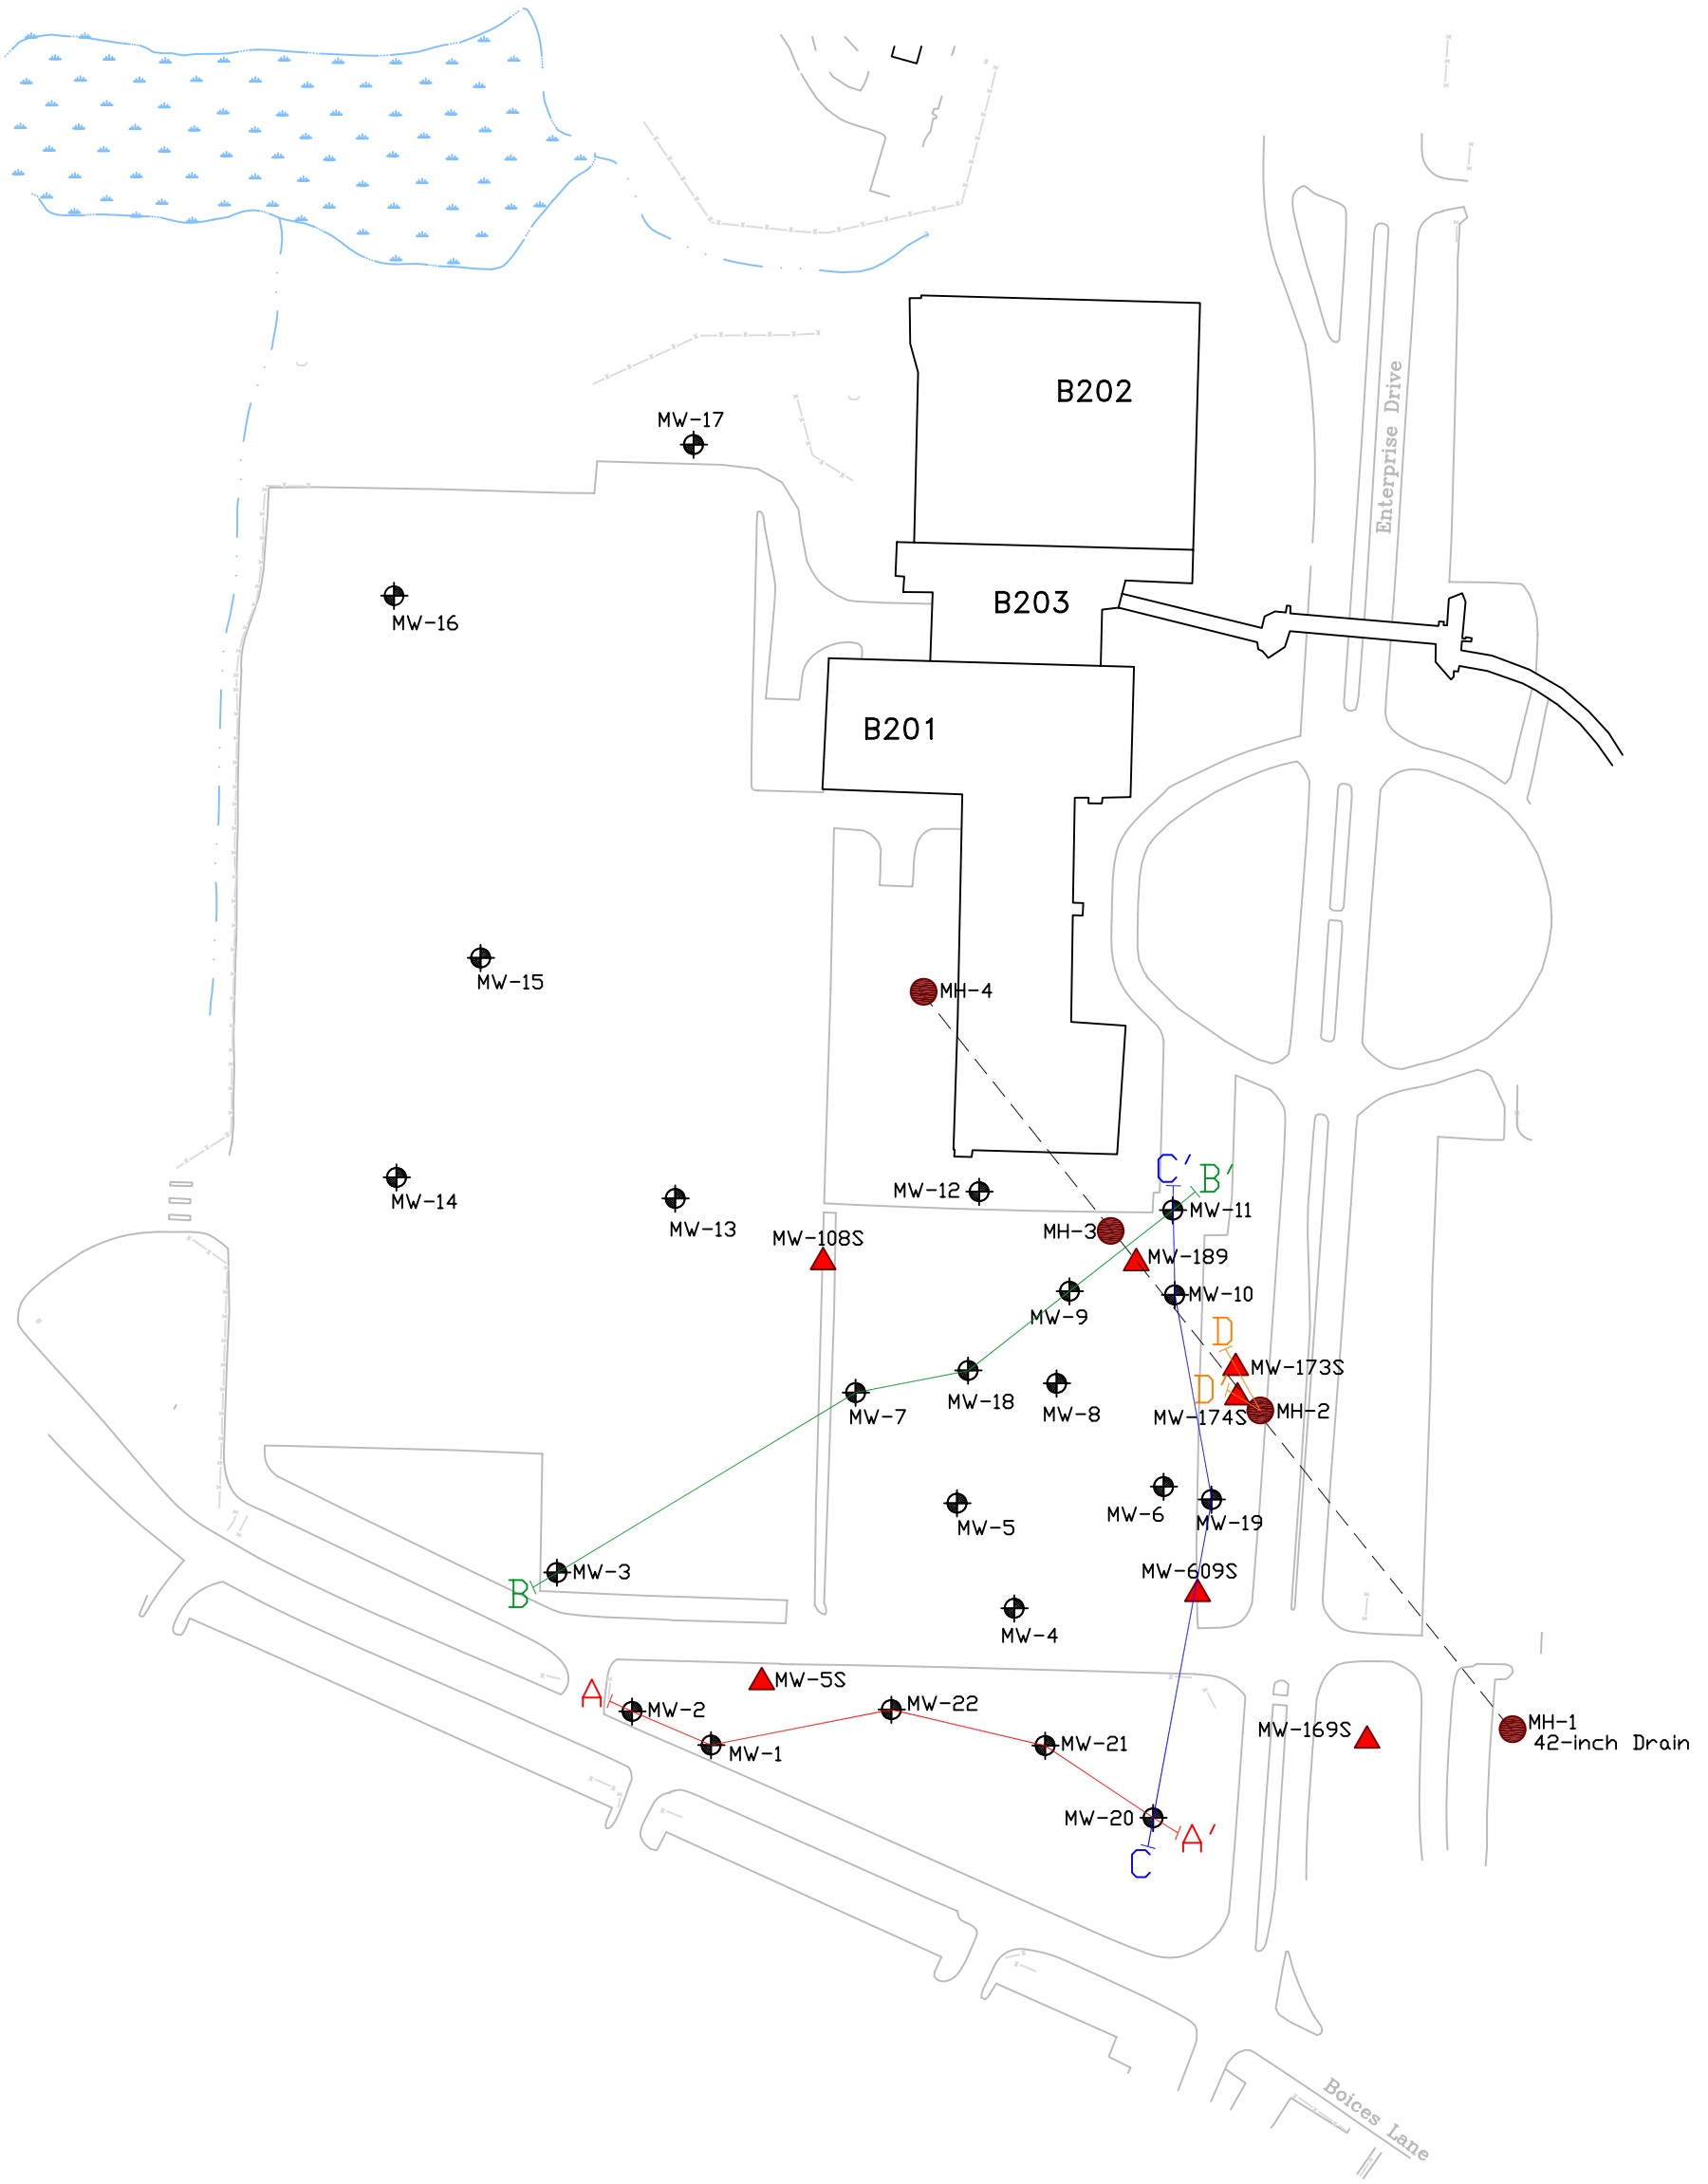 B202
Enterprise Drive
MW-17
B203
MW-16
B201
MW-15
MH-4
C'
B'
MW-12
MW-14
MW-11
MW-13
MH-3
MW-108S
MW-189
MW-10
MW-9
D
MW-173S
D'
MW-18
MW-7
MW-8
MW-174S
MH-2
MW-6
MW-5
MW-19
MW-3
MW-609S
B
MW-4
MW-5S
A
MW-2
MW-22
MW-1
MW-21
MW-169S
MH-1
42-inch Drain
MW-20
A'
C
Boices Lane